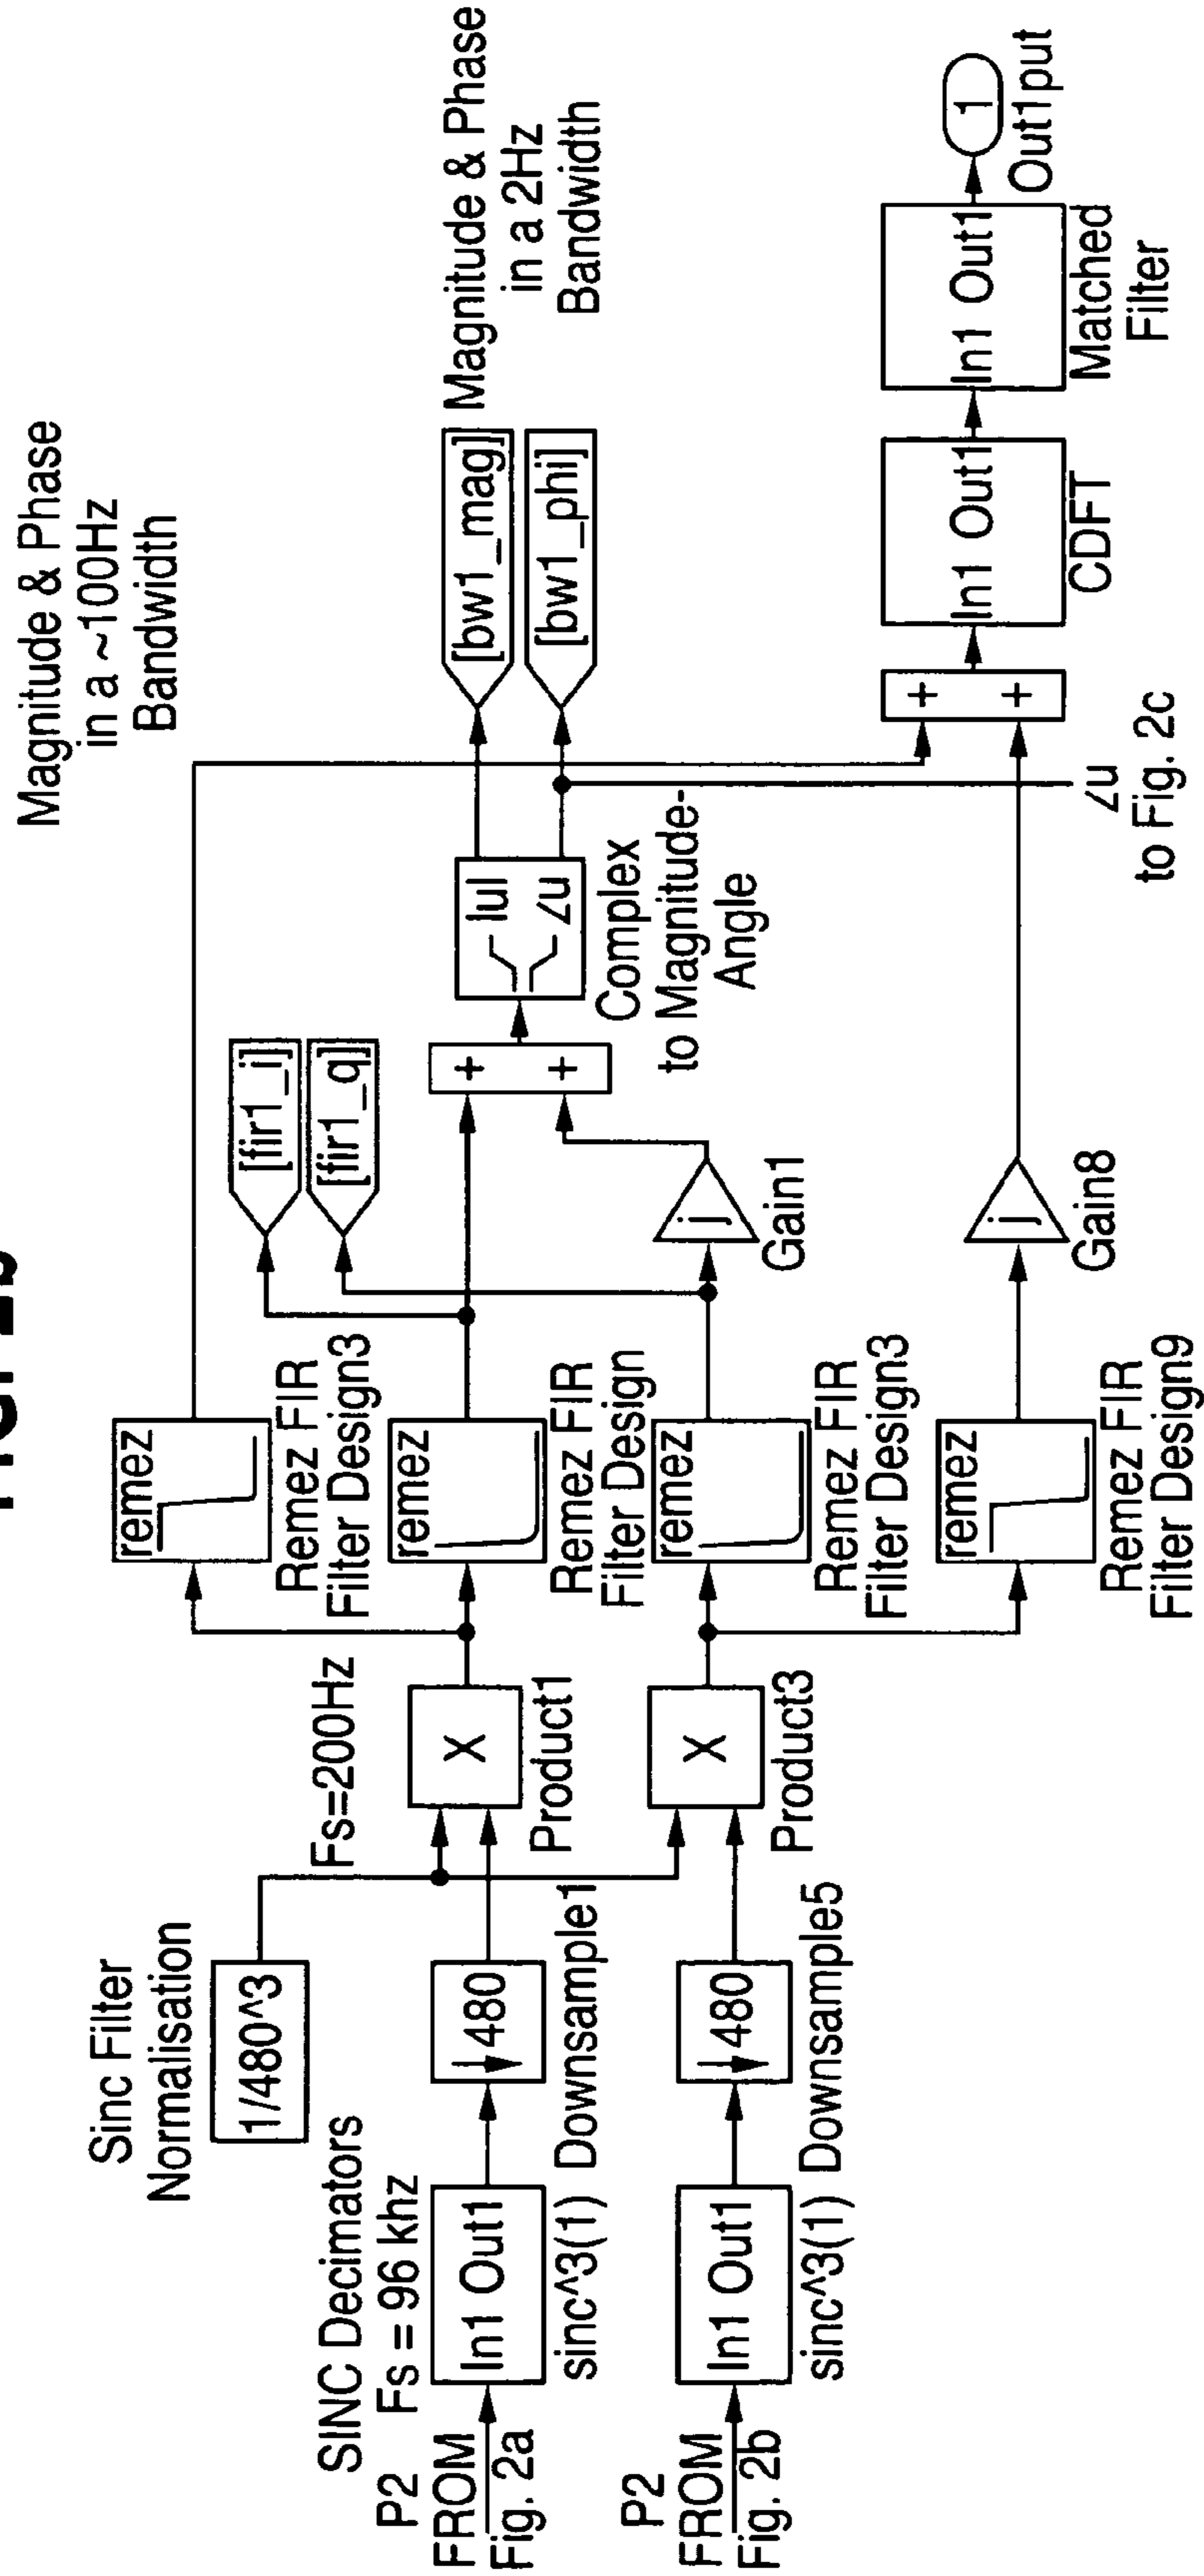 Magnitude & Phase
in a ~100Hz
Bandwidth
Magnitude & Phase
in a 2Hz
Bandwidth
Sinc Filter
Normalisation
1/480^3
SINC Decimators
Fs = 96 khz
Fs=200Hz
P2
FROM
Fig. 2a
In1 Out1
sinc^3(1)
480
Downsample1
X
Product1
remez
Remez FIR
Filter Design3
remez
Remez FIR
Filter Design
[fir1_i]
[fir1_q]
+
+
|u|
∠u
Complex
to Magnitude-
Angle
[bw1_mag]
[bw1_phi]
P2
FROM
Fig. 2b
In1 Out1
sinc^3(1)
480
Downsample5
X
Product3
remez
Remez FIR
Filter Design3
j
Gain1
remez
Remez FIR
Filter Design9
j
Gain8
∠u
to Fig. 2c
+
+
In1 Out1
CDFT
In1 Out1
Matched
Filter
1
Out1put